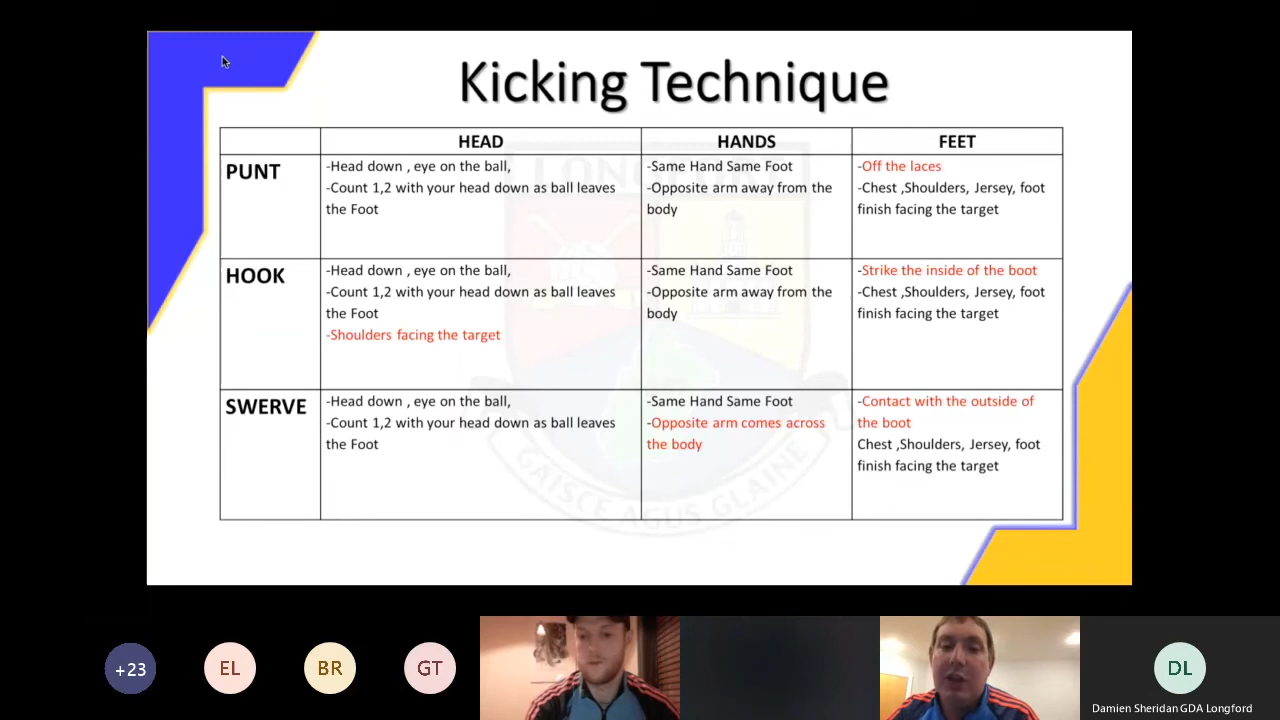 Kicking Technique
HEAD HANDS FEET
PUNT
-Head down , eye on the ball,
-Count 1,2 with your head down as ball leaves
the Foot
-Same Hand Same Foot
-Opposite arm away from the
body
-Off the laces
-Chest ,Shoulders, Jersey, foot
finish facing the target
HOOK
-Head down , eye on the ball,
-Count 1,2 with your head down as ball leaves
the Foot
-Shoulders facing the target
-Same Hand Same Foot
-Opposite arm away from the
body
-Strike the inside of the boot
-Chest ,Shoulders, Jersey, foot
finish facing the target
SWERVE
-Head down , eye on the ball,
-Count 1,2 with your head down as ball leaves
the Foot
-Same Hand Same Foot
-Opposite arm comes across
the body
-Contact with the outside of
the boot
Chest ,Shoulders, Jersey, foot
finish facing the target
LONGFORT
GAISCE AGUS GLAINE
+23
EL
BR
GT
DL
Damien Sheridan GDA Longford